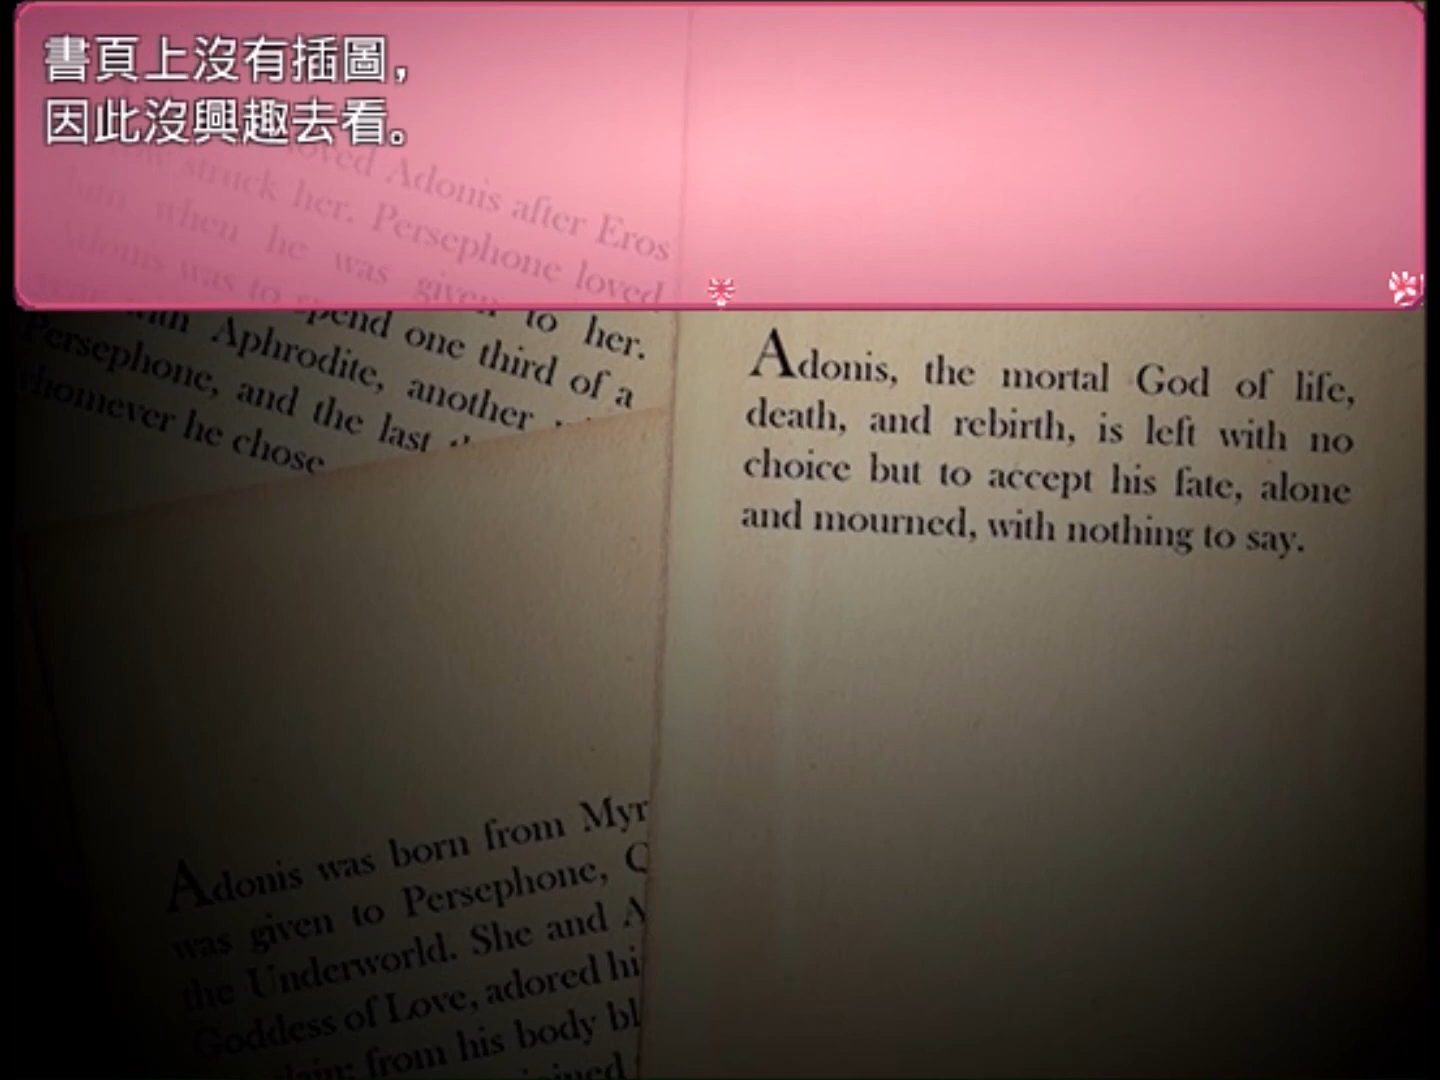 書頁上沒有插圖，
因此沒興趣去看。
loved Adonis after Eros
struck her. Persephone loved
him when he was given to her.
Adonis was to spend one third of a
year with Aphrodite, another
Persephone, and the last
whomever he chose
Adonis, the mortal God of life,
death, and rebirth, is left with no
choice but to accept his fate, alone
and mourned, with nothing to say.
Adonis was born from
was given to Persephone,
the Underworld. She and
Goddess of Love, adored
from his body